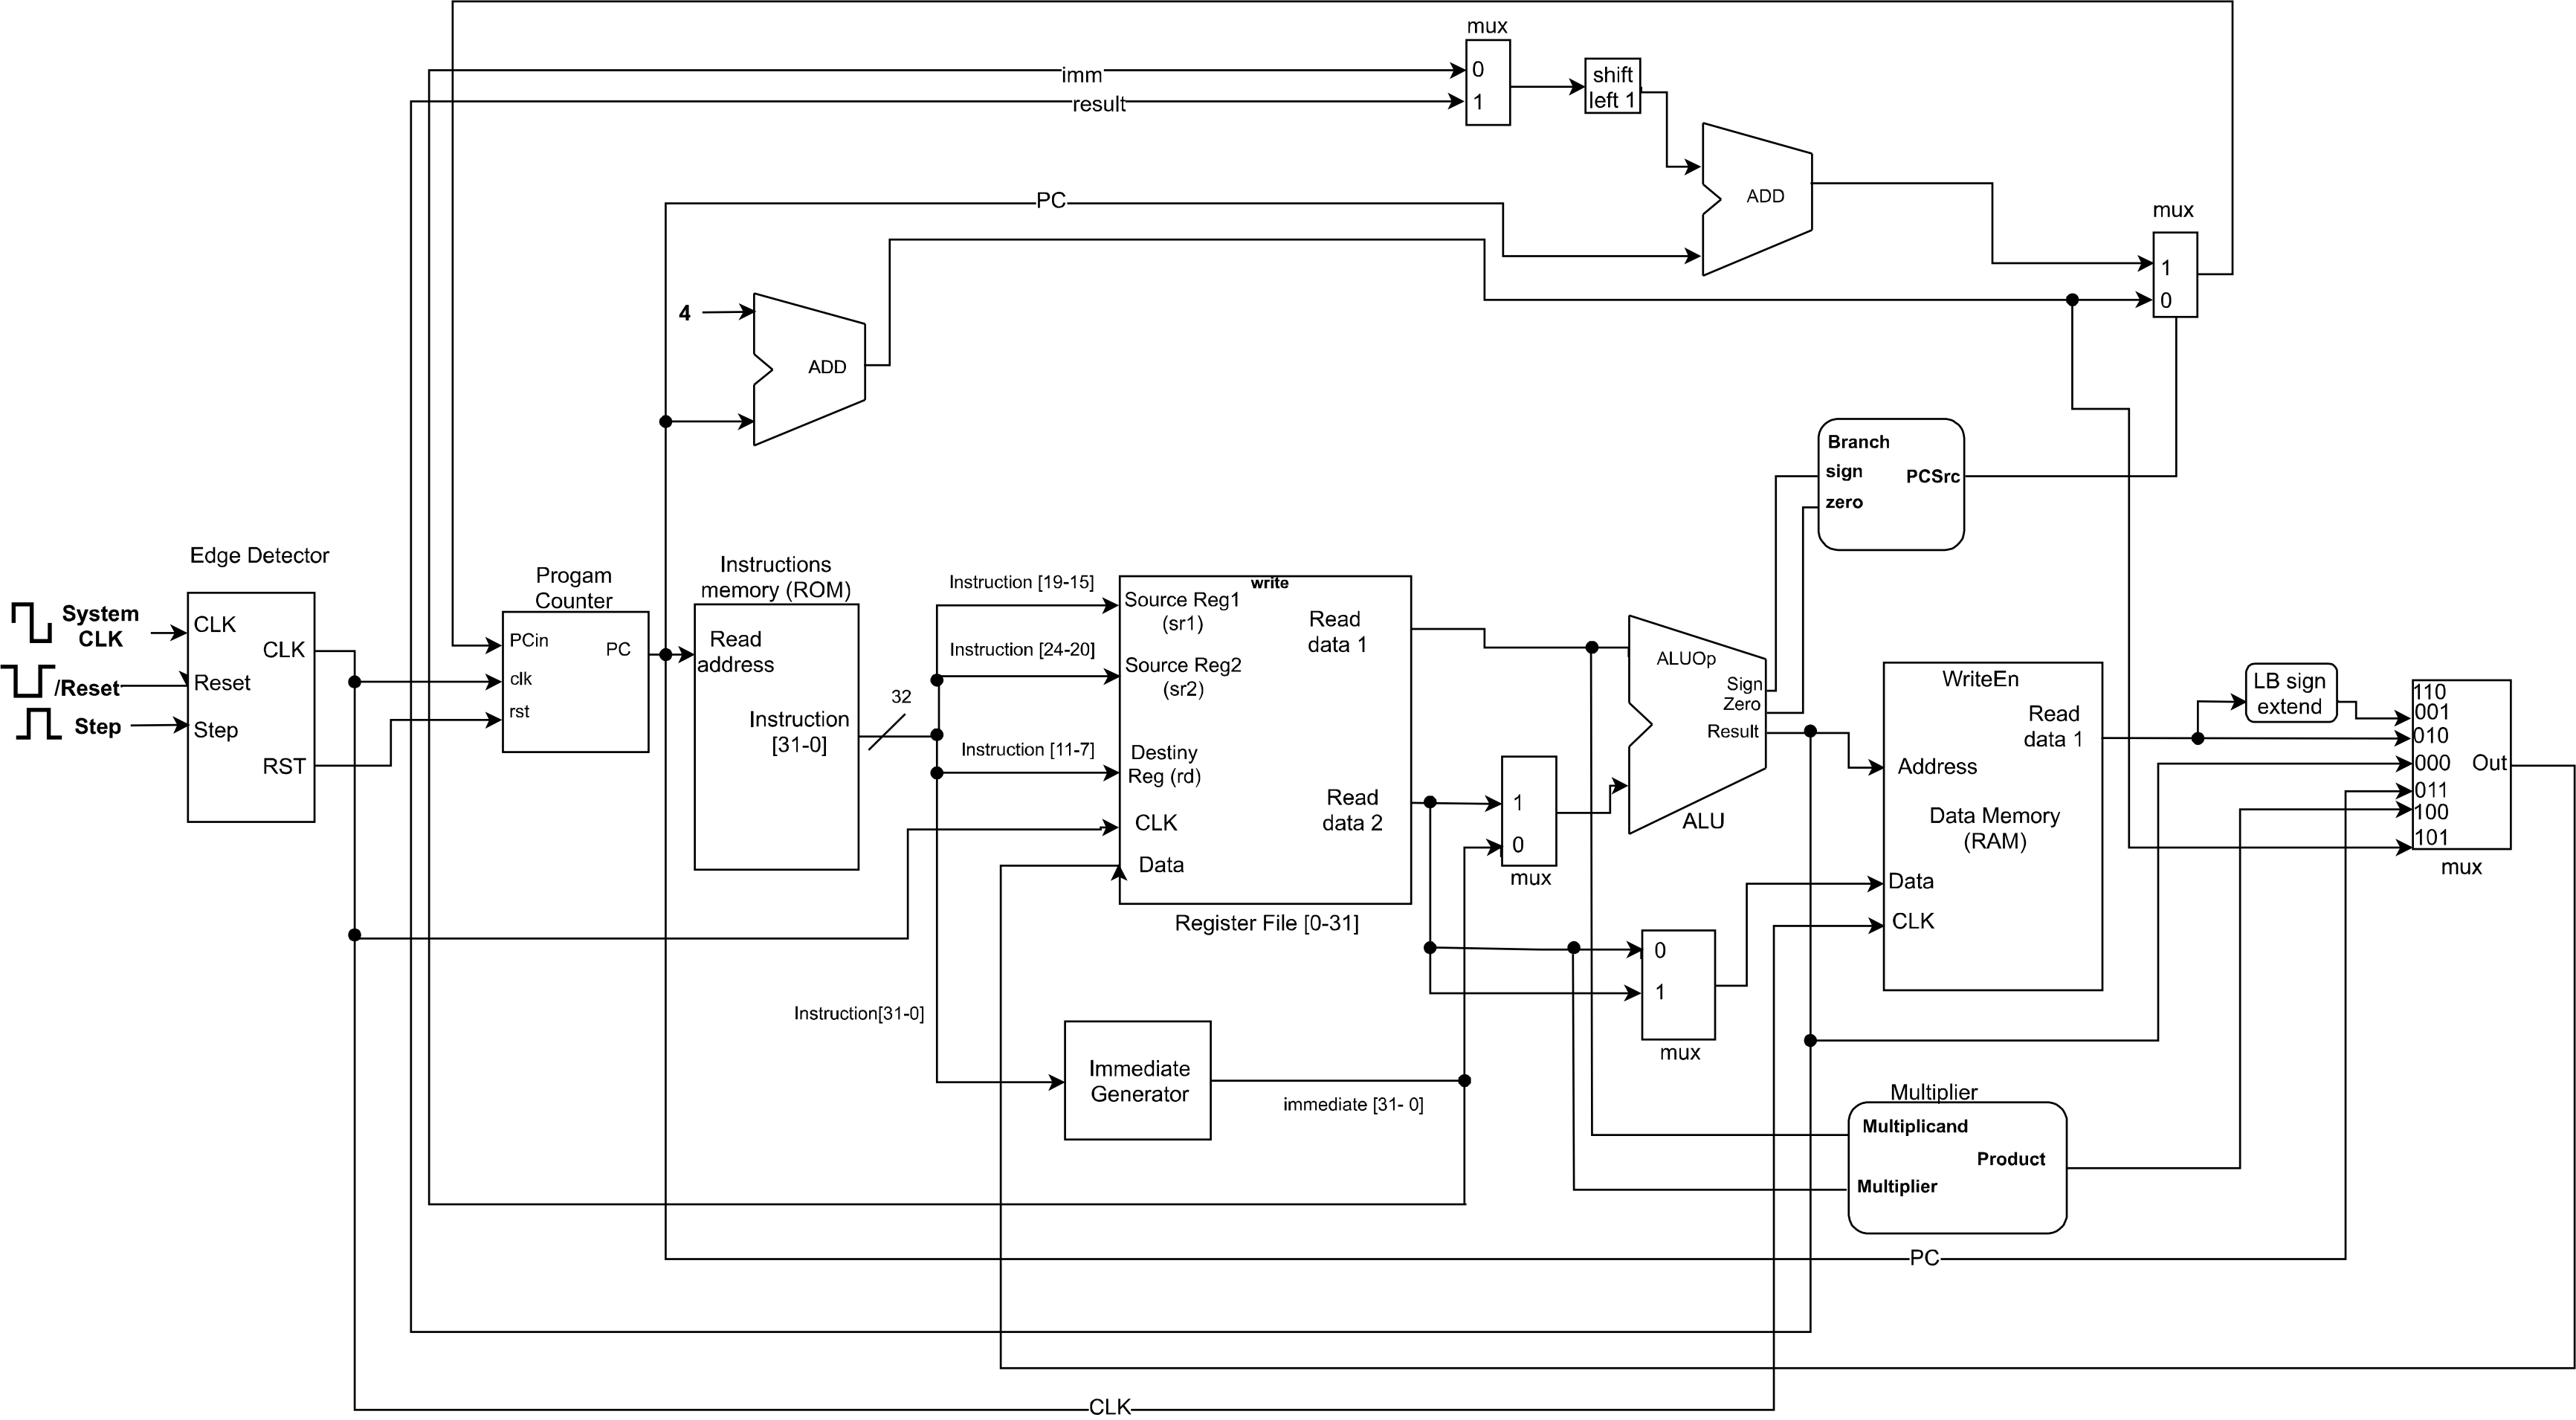 mux
imm
0
result
1
shift
left 1
ADD
PC
mux
1
0
4
ADD
Branch
sign
zero
PCSrc
Edge Detector
System
CLK
/Reset
Step
CLK
Reset
Step
CLK
RST
Progam
Counter
PCin
clk
rst
PC
Instructions
memory (ROM)
Read
address
Instruction
[31-0]
32
Instruction [19-15]
Instruction [24-20]
Instruction [11-7]
Instruction[31-0]
write
Source Reg1
(sr1)
Source Reg2
(sr2)
Destiny
Reg (rd)
CLK
Data
Read
data 1
Read
data 2
Register File [0-31]
1
0
mux
ALUOp
Sign
Zero
Result
ALU
0
1
mux
WriteEn
Read
data 1
Address
Data Memory
(RAM)
Data
CLK
LB sign
extend
110
001
010
000
011
100
101
Out
mux
Immediate
Generator
immediate [31- 0]
Multiplier
Multiplicand
Product
Multiplier
PC
CLK